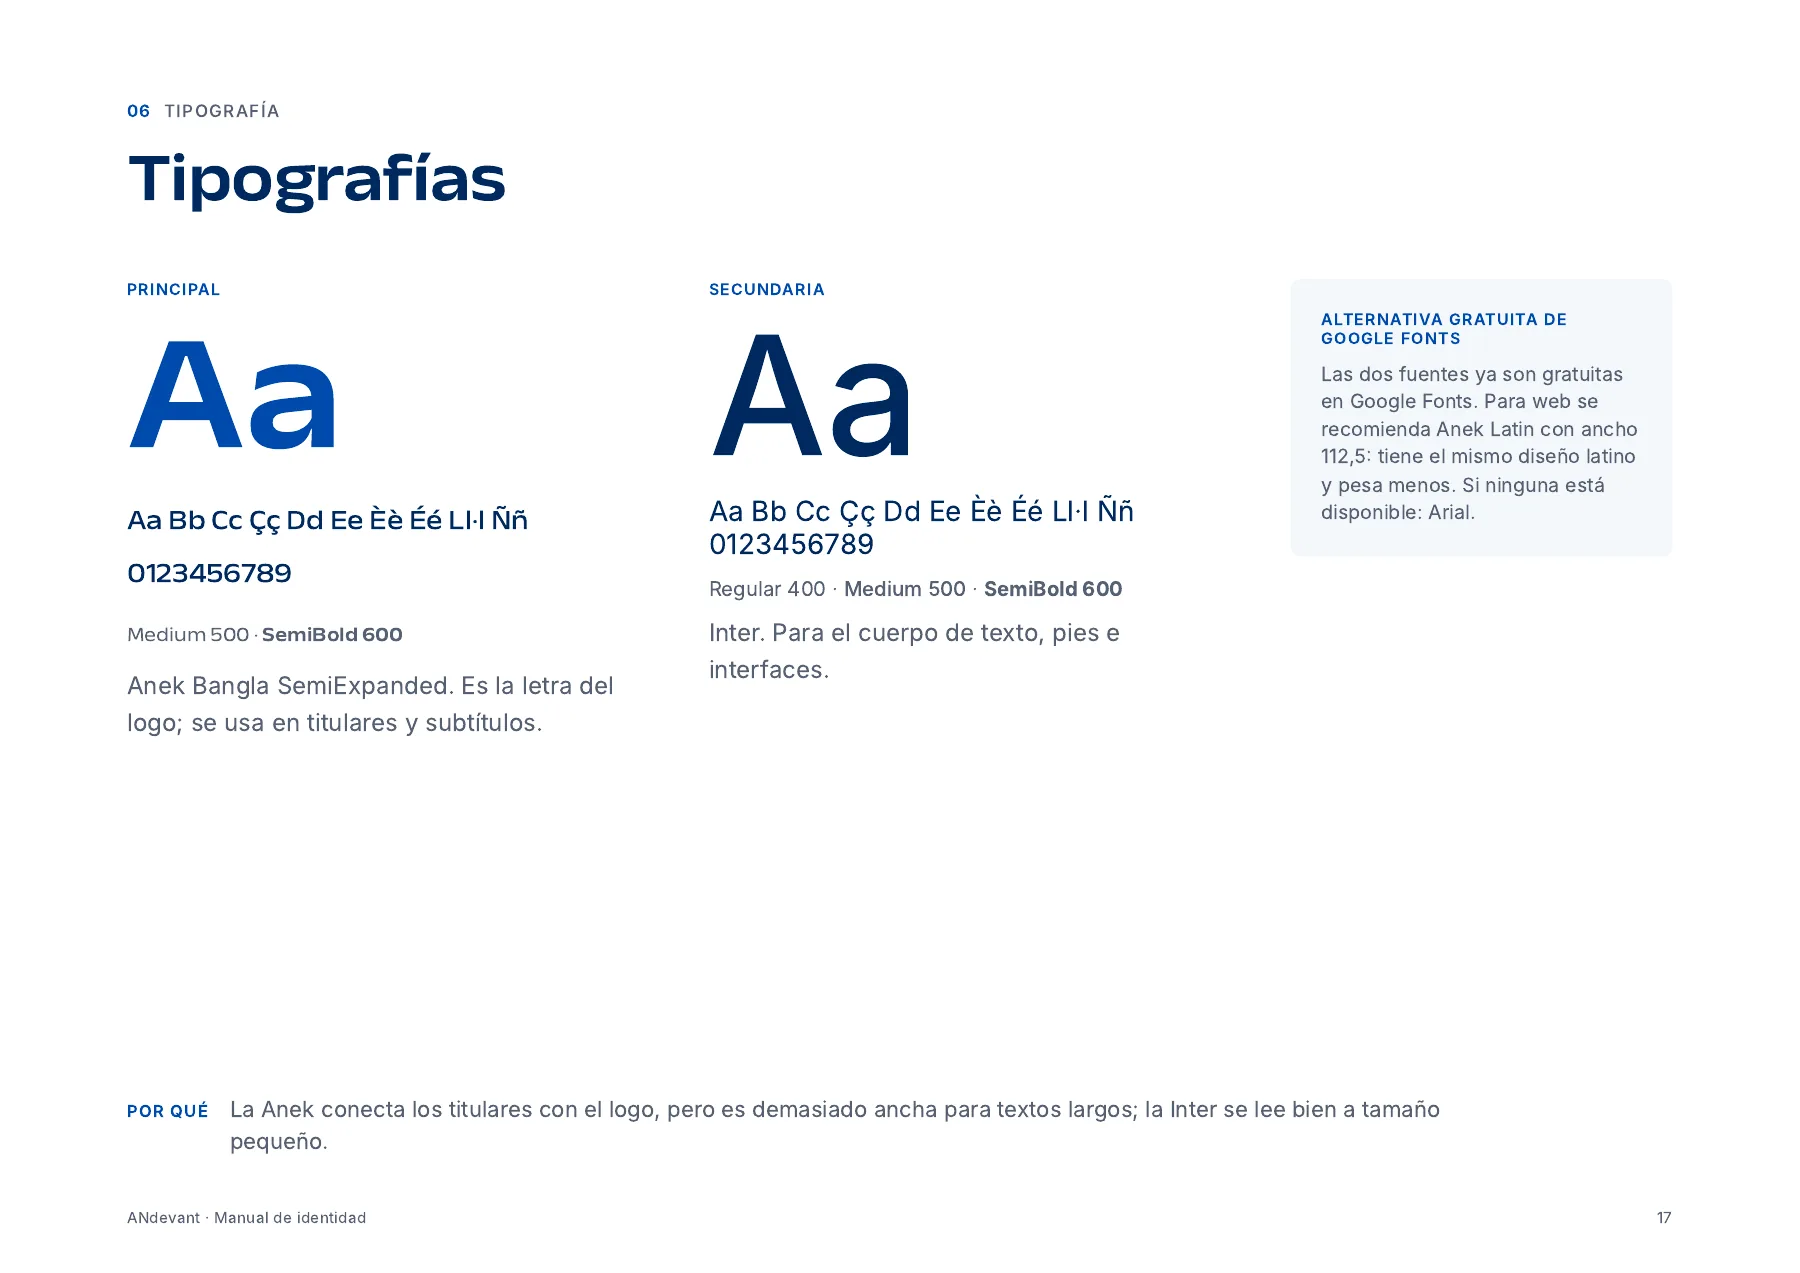 06 TIPOGRAFÍA
Tipografías
PRINCIPAL
Aa
Aa Bb Cc Çç Dd Ee Èè Éé Ll·l Ññ
0123456789
Medium 500 · SemiBold 600
Anek Bangla SemiExpanded. Es la letra del
logo; se usa en titulares y subtítulos.
SECUNDARIA
Aa
Aa Bb Cc Çç Dd Ee Èè Éé Ll·l Ññ
0123456789
Regular 400 · Medium 500 · SemiBold 600
Inter. Para el cuerpo de texto, pies e
interfaces.
ALTERNATIVA GRATUITA DE
GOOGLE FONTS
Las dos fuentes ya son gratuitas
en Google Fonts. Para web se
recomienda Anek Latin con ancho
112,5: tiene el mismo diseño latino
y pesa menos. Si ninguna está
disponible: Arial.
POR QUÉ La Anek conecta los titulares con el logo, pero es demasiado ancha para textos largos; la Inter se lee bien a tamaño
pequeño.
ANdevant · Manual de identidad
17